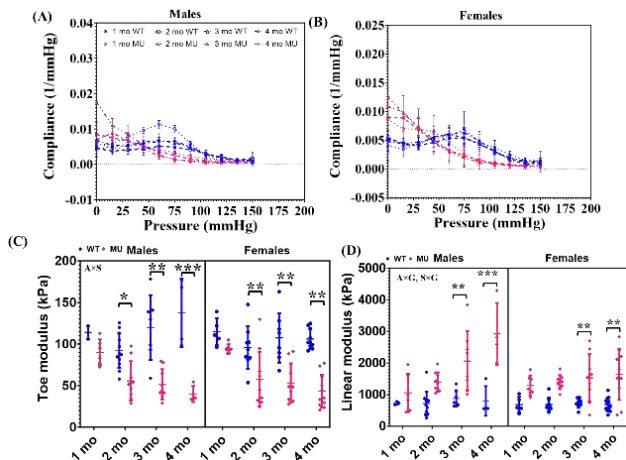 (A)
Males
1 mo WT 2 mo WT 3 mo WT 4 mo WT
1 mo MU 2 mo MU 3 mo MU 4 mo MU
Compliance (1/mmHg)
0.04
0.03
0.02
0.01
0.00
-0.01
0 25 50 75 100 125 150 175 200
Pressure (mmHg)
(B)
Females
Compliance (1/mmHg)
0.025
0.020
0.015
0.010
0.005
0.000
-0.005
0 25 50 75 100 125 150 175 200
Pressure (mmHg)
(C)
WT MU Males Females
A×S
Toe modulus (kPa)
200
150
100
50
0
* ** *** ** ** **
1 mo 2 mo 3 mo 4 mo 1 mo 2 mo 3 mo 4 mo
(D)
WT MU Males Females
A×G, S×G
Linear modulus (kPa)
5000
4000
3000
2000
1000
0
** *** ** **
1 mo 2 mo 3 mo 4 mo 1 mo 2 mo 3 mo 4 mo